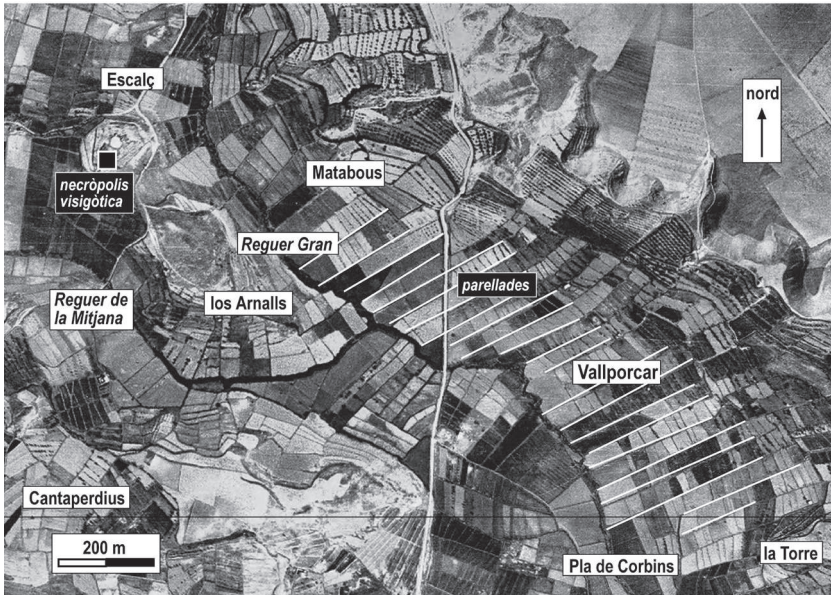 Escalç
nord
necròpolis
visigòtica
Matabous
Reguer Gran
parellades
Reguer de
la Mitjana
los Arnalls
Vallporcar
Cantaperdius
200 m
la Torre
Pla de Corbins